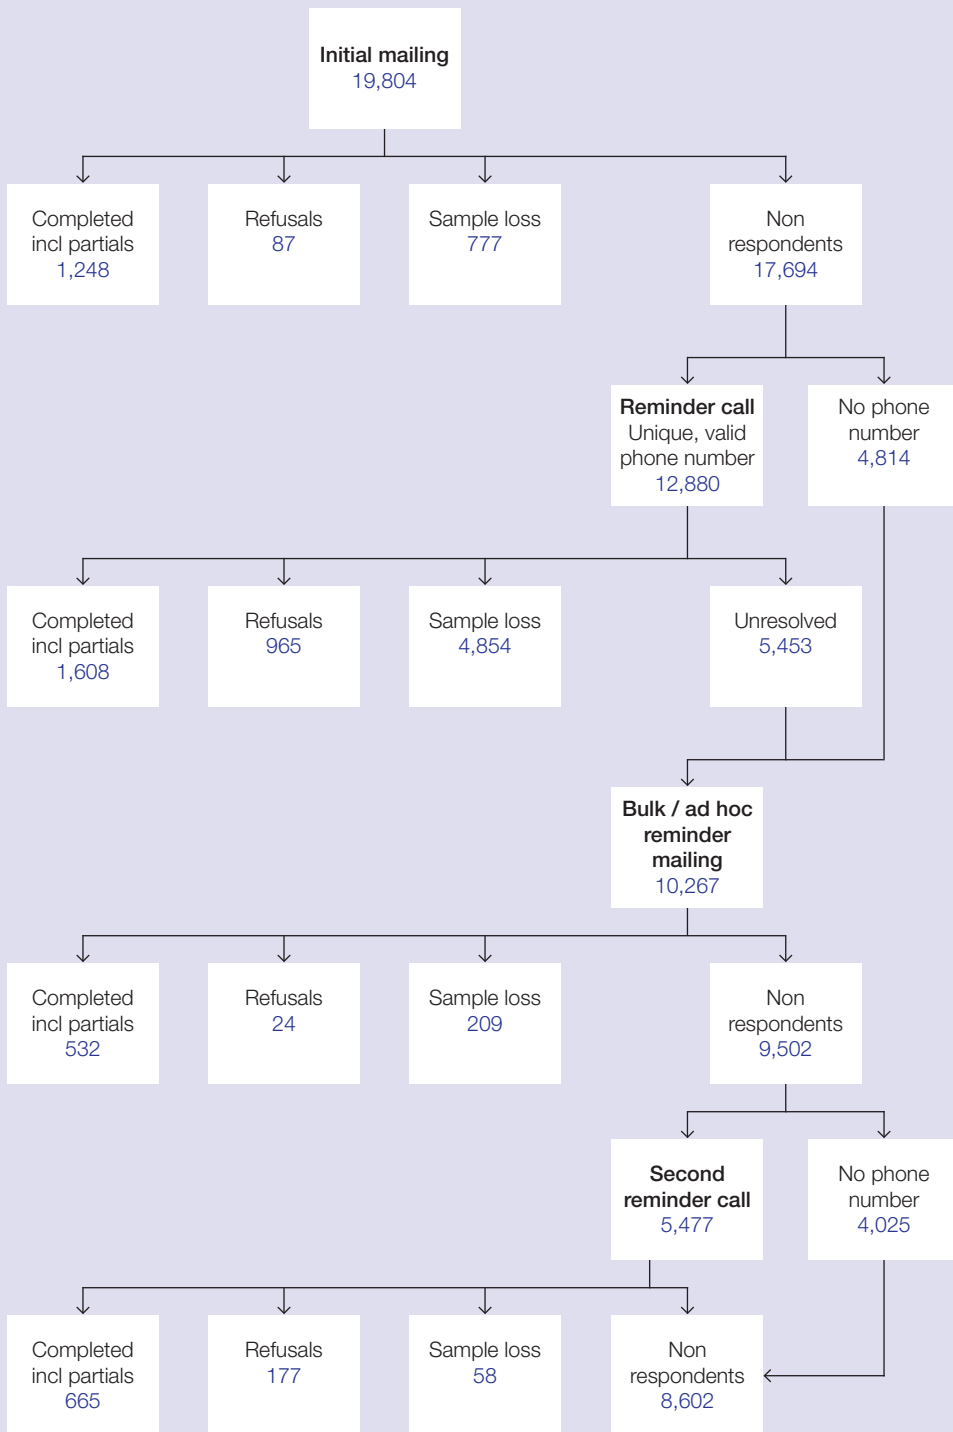 Initial mailing
19,804
Completed
incl partials
1,248
Refusals
87
Sample loss
777
Non
respondents
17,694
Reminder call
Unique, valid
phone number
12,880
No phone
number
4,814
Completed
incl partials
1,608
Refusals
965
Sample loss
4,854
Unresolved
5,453
Bulk / ad hoc
reminder
mailing
10,267
Completed
incl partials
532
Refusals
24
Sample loss
209
Non
respondents
9,502
Second
reminder call
5,477
No phone
number
4,025
Completed
incl partials
665
Refusals
177
Sample loss
58
Non
respondents
8,602